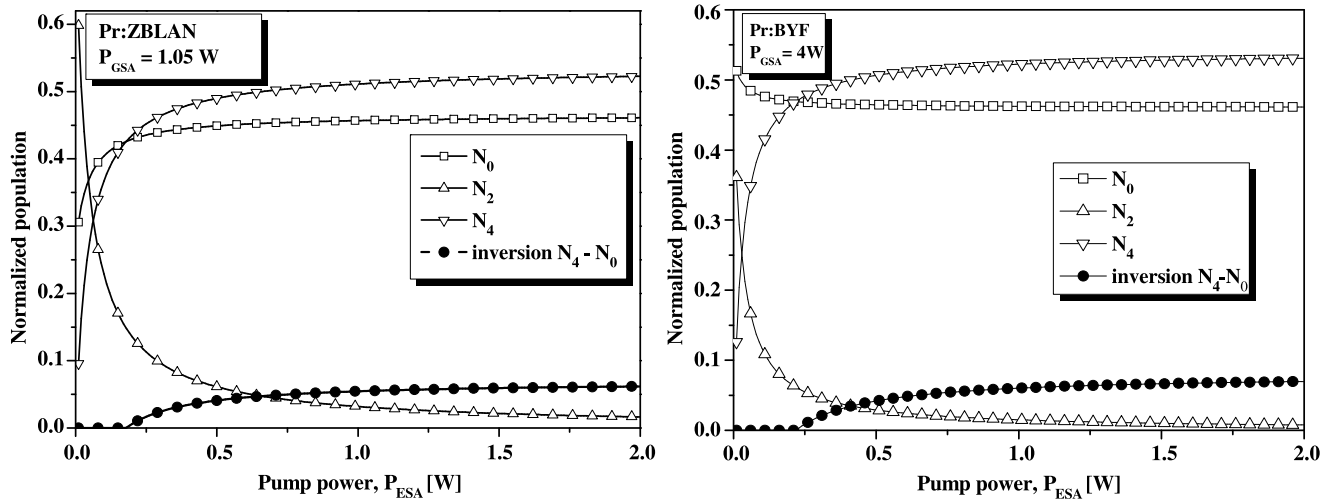 Pr:ZBLAN
P_GSA = 1.05 W
Normalized population
0.6
0.5
0.4
0.3
0.2
0.1
0.0
N_0
N_2
N_4
inversion N_4 - N_0
0.0 0.5 1.0 1.5 2.0
Pump power, P_ESA [W]
Pr:BYF
P_GSA = 4W
Normalized population
0.6
0.5
0.4
0.3
0.2
0.1
0.0
N_0
N_2
N_4
inversion N_4-N_0
0.0 0.5 1.0 1.5 2.0
Pump power, P_ESA [W]